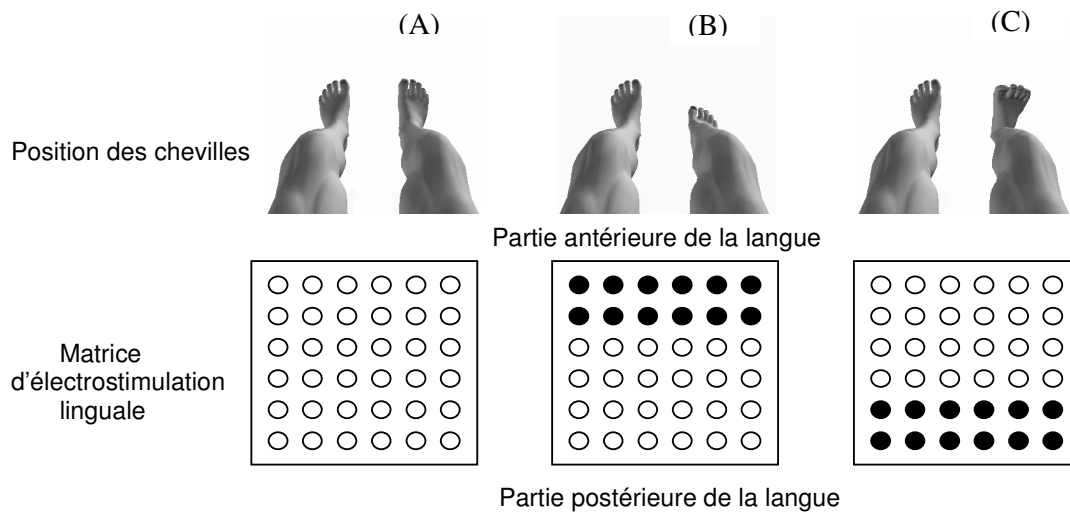 (A)
(B)
(C)
Position des chevilles
Partie antérieure de la langue
Matrice
d'électrostimulation
linguale
Partie postérieure de la langue